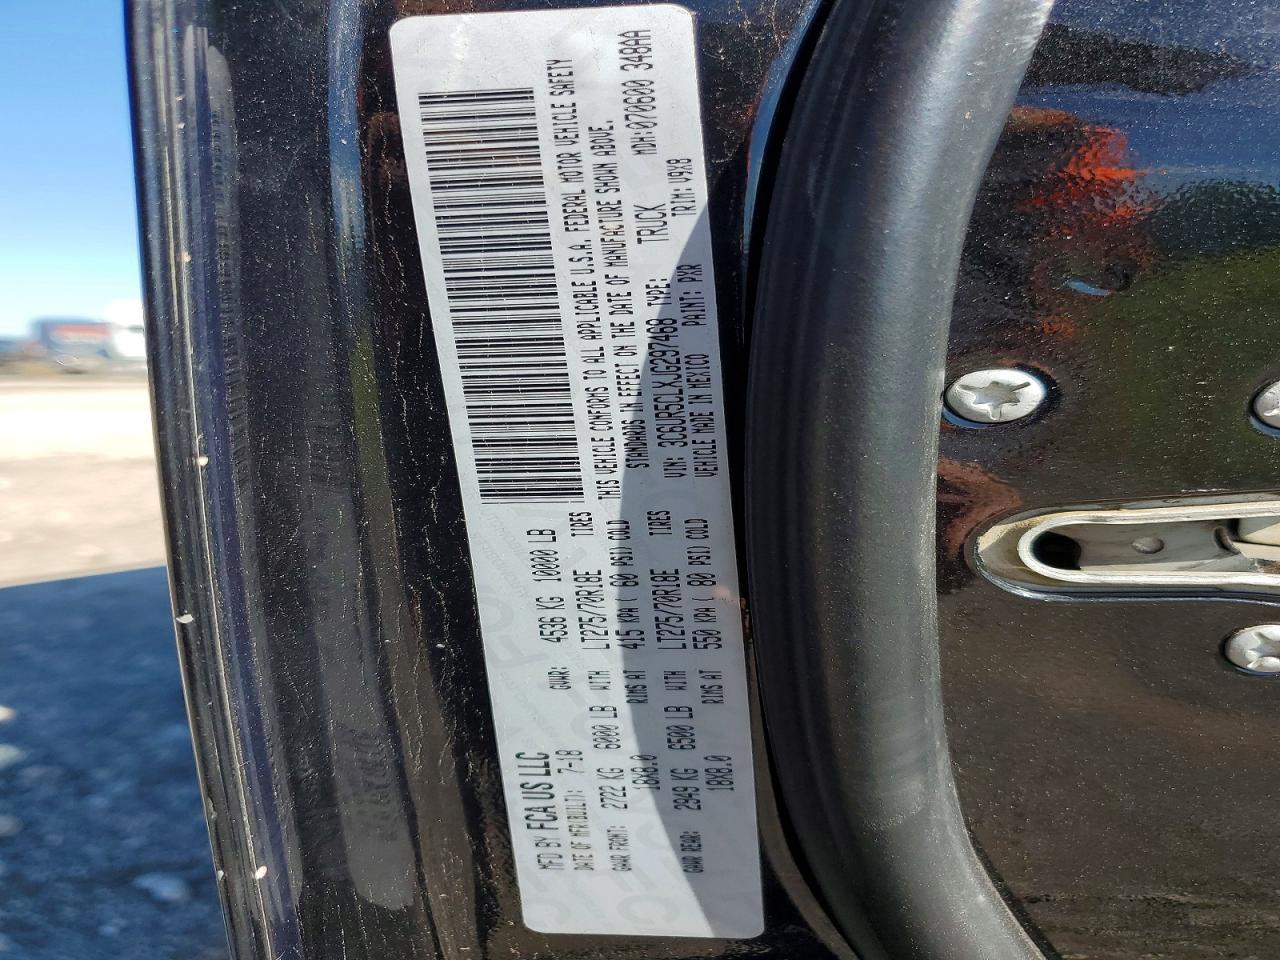 MFD BY FCA US LLC
DATE OF MFR(BUILT): 7-18 GVWR: 4536 KG 10000 LB
GAWR FRONT: 2722 KG 6000 LB WITH LT275/70R18E TIRES
18X8.0 RIMS AT 415 KPA ( 60 PSI) COLD
GAWR REAR: 2949 KG 6500 LB WITH LT275/70R18E TIRES
18X8.0 RIMS AT 550 KPA ( 80 PSI) COLD
THIS VEHICLE CONFORMS TO ALL APPLICABLE U.S.A. FEDERAL MOTOR VEHICLE SAFETY
STANDARDS IN EFFECT ON THE DATE OF MANUFACTURE SHOWN ABOVE.
VIN: 3C6UR5CLXJG297468 TYPE: TRUCK MDH:070600 348AA
VEHICLE MADE IN MEXICO PAINT: PXR TRIM: V9X8